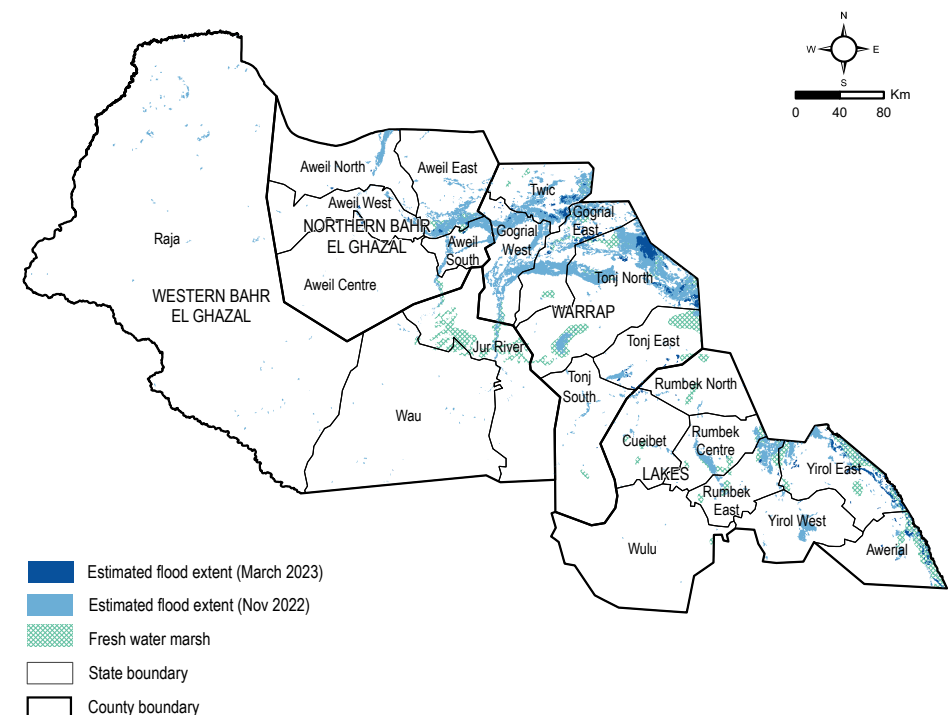 N
W E
S
Km
0 40 80
Aweil North
Aweil East
Twic
Aweil West
Gogrial
East
NORTHERN BAHR
EL GHAZAL
Gogrial
West
Raja
Aweil
South
Tonj North
Aweil Centre
WESTERN BAHR
EL GHAZAL
WARRAP
Jur River
Tonj East
Tonj
South
Rumbek North
Wau
Cueibet
Rumbek
Centre
LAKES
Yirol East
Rumbek
East
Yirol West
Wulu
Awerial
Estimated flood extent (March 2023)
Estimated flood extent (Nov 2022)
Fresh water marsh
State boundary
County boundary